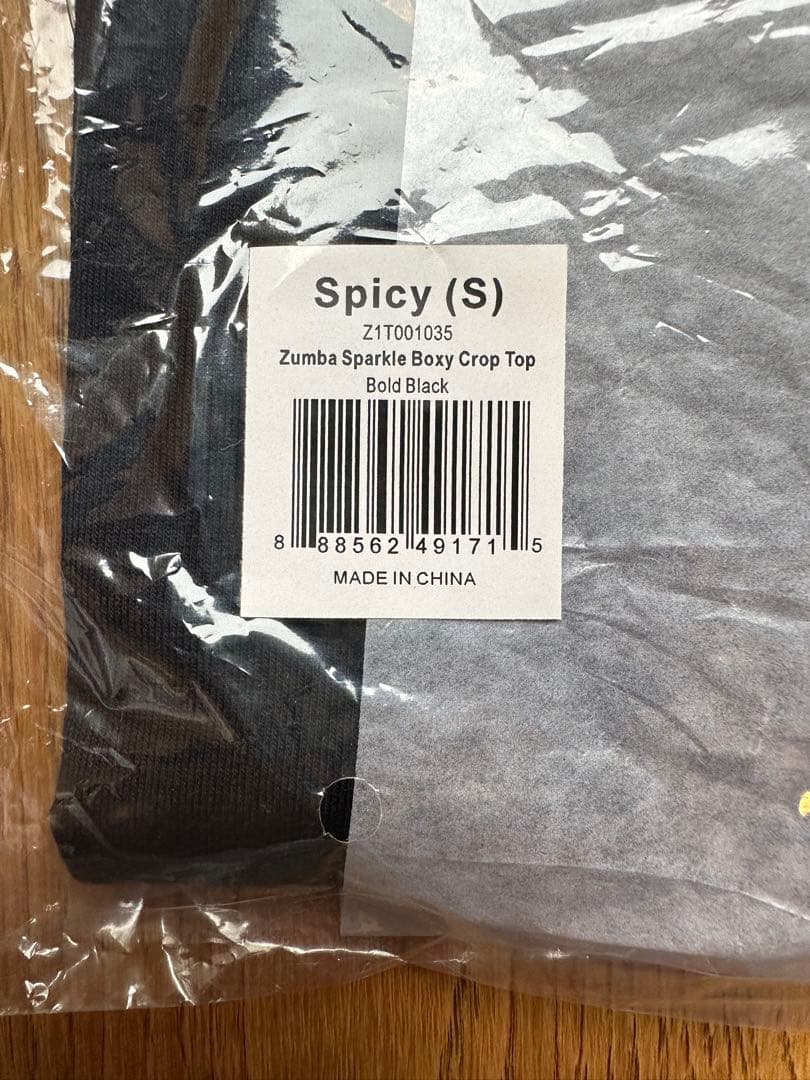 Spicy (S)
Z1T001035
Zumba Sparkle Boxy Crop Top
Bold Black
8 88562 49171 5
MADE IN CHINA